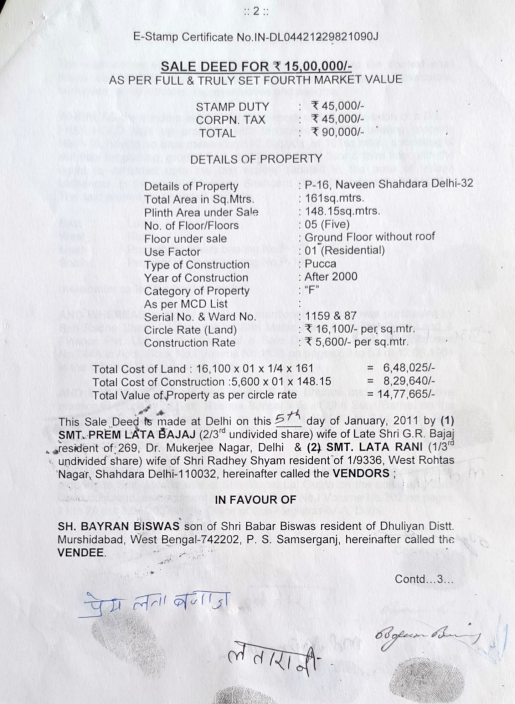 :: 2 ::
E-Stamp Certificate No.IN-DL04421229821090J
SALE DEED FOR ₹ 15,00,000/-
AS PER FULL & TRULY SET FOURTH MARKET VALUE
STAMP DUTY : ₹ 45,000/-
CORPN. TAX : ₹ 45,000/-
TOTAL : ₹ 90,000/-
DETAILS OF PROPERTY
Details of Property : P-16, Naveen Shahdara Delhi-32
Total Area in Sq.Mtrs. : 161sq.mtrs.
Plinth Area under Sale : 148.15sq.mtrs.
No. of Floor/Floors : 05 (Five)
Floor under sale : Ground Floor without roof
Use Factor : 01 (Residential)
Type of Construction : Pucca
Year of Construction : After 2000
Category of Property : "F"
As per MCD List :
Serial No. & Ward No. : 1159 & 87
Circle Rate (Land) : ₹ 16,100/- per sq.mtr.
Construction Rate : ₹ 5,600/- per sq.mtr.
Total Cost of Land : 16,100 x 01 x 1/4 x 161 = 6,48,025/-
Total Cost of Construction :5,600 x 01 x 148.15 = 8,29,640/-
Total Value of Property as per circle rate = 14,77,665/-
This Sale Deed is made at Delhi on this 5th day of January, 2011 by (1)
SMT. PREM LATA BAJAJ (2/3rd undivided share) wife of Late Shri G.R. Bajaj
resident of 269, Dr. Mukerjee Nagar, Delhi & (2) SMT. LATA RANI (1/3rd
undivided share) wife of Shri Radhey Shyam resident of 1/9336, West Rohtas
Nagar, Shahdara Delhi-110032, hereinafter called the VENDORS ;
IN FAVOUR OF
SH. BAYRAN BISWAS son of Shri Babar Biswas resident of Dhuliyan Distt.
Murshidabad, West Bengal-742202, P. S. Samserganj, hereinafter called the
VENDEE.
Contd...3...
प्रेम लता बजाज
लतारानी